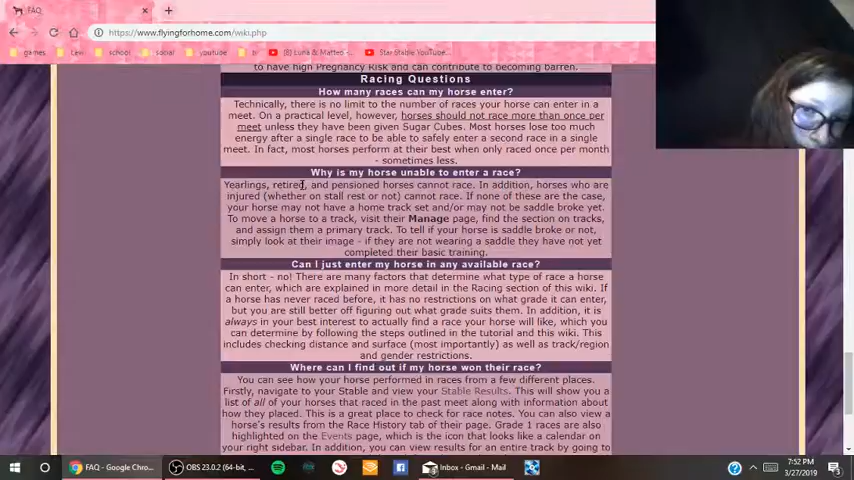 FAQ
https://www.flyingforhome.com/wiki.php
games
school
social
youtube
(8) Luna & Matteo -
Star Stable YouTube...
to have high Pregnancy Risk and can contribute to becoming barren.
Racing Questions
How many races can my horse enter?
Technically, there is no limit to the number of races your horse can enter in a
meet. On a practical level, however, horses should not race more than once per
meet unless they have been given Sugar Cubes. Most horses lose too much
energy after a single race to be able to safely enter a second race in a single
meet. In fact, most horses perform at their best when only raced once per month
- sometimes less.
Why is my horse unable to enter a race?
Yearlings, retired, and pensioned horses cannot race. In addition, horses who are
injured (whether on stall rest or not) cannot race. If none of these are the case,
your horse may not have a home track set and/or may not be saddle broke yet.
To move a horse to a track, visit their Manage page, find the section on tracks,
and assign them a primary track. To tell if your horse is saddle broke or not,
simply look at their image - if they are not wearing a saddle they have not yet
completed their basic training.
Can I just enter my horse in any available race?
In short - no! There are many factors that determine what type of race a horse
can enter, which are explained in more detail in the Racing section of this wiki. If
a horse has never raced before, it has no restrictions on what grade it can enter,
but you are still better off figuring out what grade suits them. In addition, it is
always in your best interest to actually find a race your horse will like, which you
can determine by following the steps outlined in the tutorial and this wiki. This
includes checking distance and surface (most importantly) as well as track/region
and gender restrictions.
Where can I find out if my horse won their race?
You can see how your horse performed in races from a few different places.
Firstly, navigate to your Stable and view your Stable Results. This will show you a
list of all of your horses that raced in the past meet along with information about
how they placed. This is a great place to check for race notes. You can also view a
horse's results from the Race History tab of their page. Grade 1 races are also
highlighted on the Events page, which is the icon that looks like a calendar on
your right sidebar. In addition, you can view results for an entire track by going to
FAQ - Google Chro...
OBS 23.0.2 (64-bit, ...
Inbox - Gmail - Mo...
7:52 PM
3/27/2019